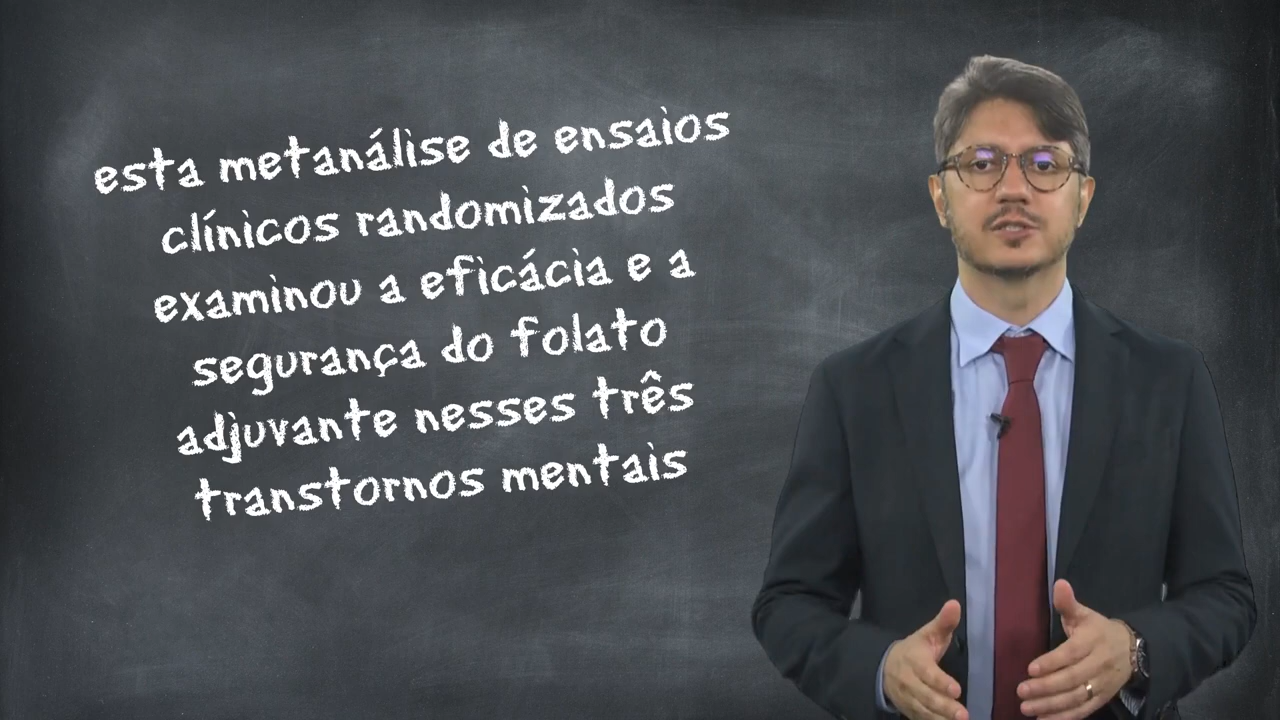 esta metanálise de ensaios
clínicos randomizados
examinou a eficácia e a
segurança do folato
adjuvante nesses três
transtornos mentais